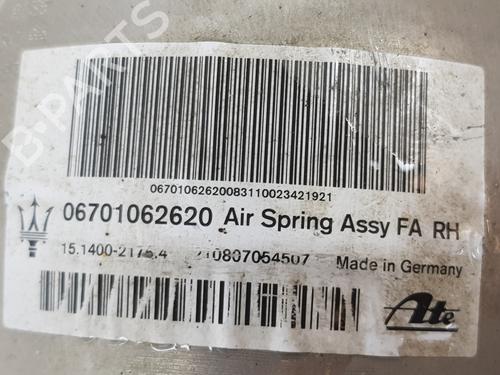 B-PARTS
06701062620083110023421921
06701062620 Air Spring Assy FA RH
15.1400-2175.4 210807054507 Made in Germany
Ate